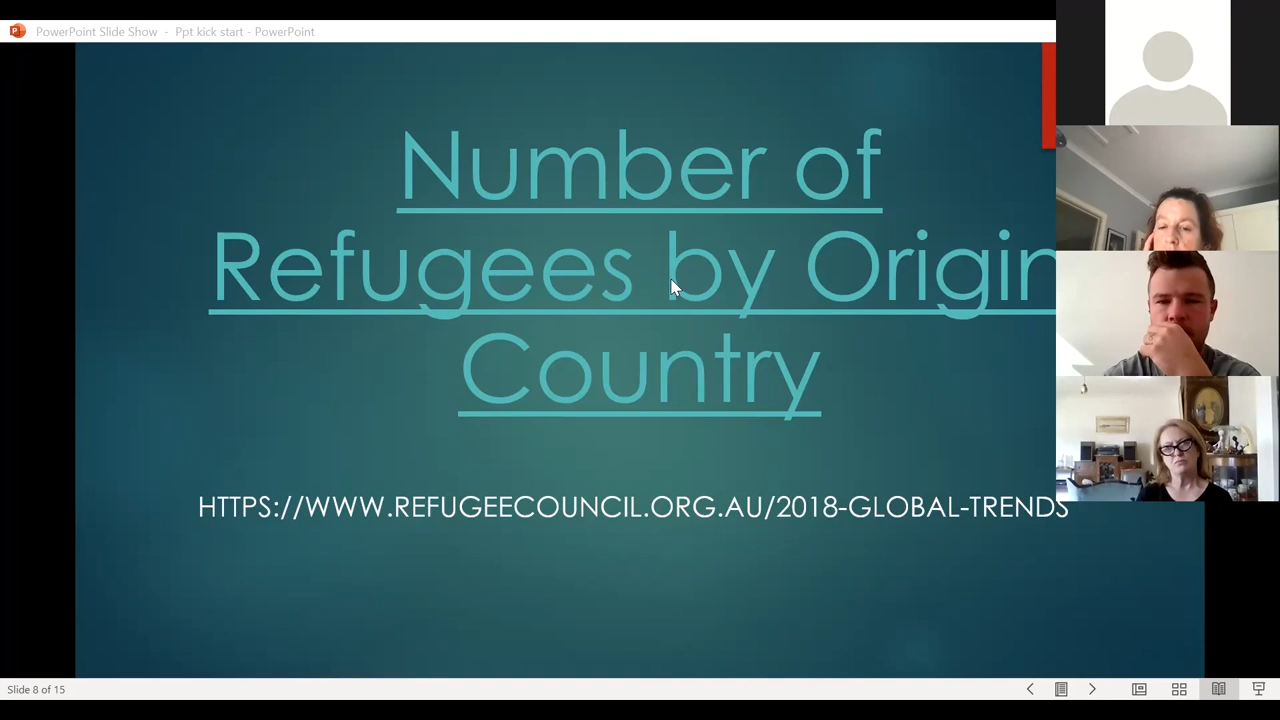 PowerPoint Slide Show - Ppt kick start - PowerPoint
Number of
Refugees by Origin
Country
HTTPS://WWW.REFUGEECOUNCIL.ORG.AU/2018-GLOBAL-TRENDS
Slide 8 of 15